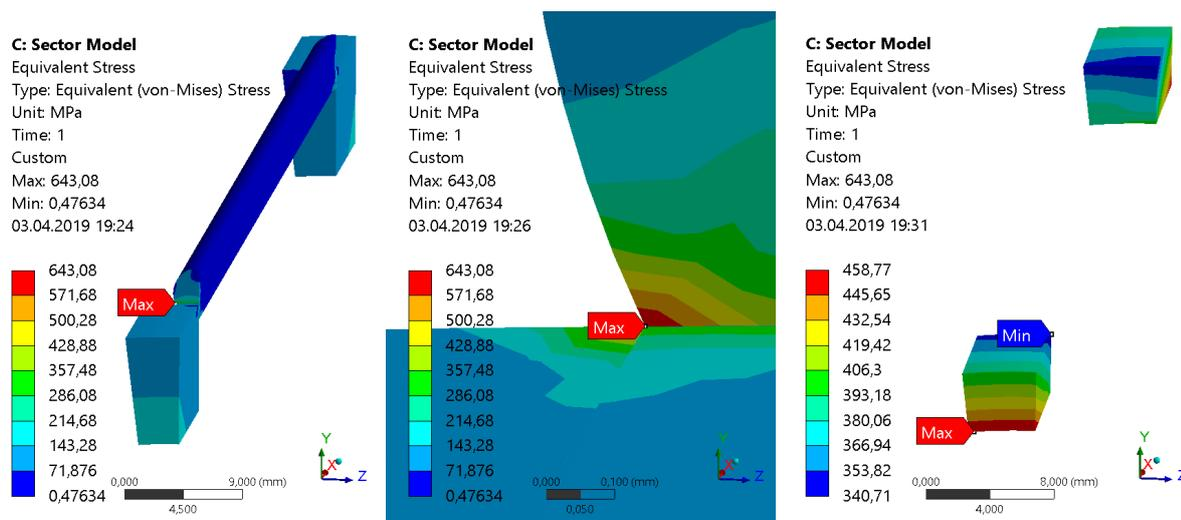 C: Sector Model
Equivalent Stress
Type: Equivalent (von-Mises) Stress
Unit: MPa
Time: 1
Custom
Max: 643,08
Min: 0,47634
03.04.2019 19:24
643,08
571,68
500,28
428,88
357,48
286,08
214,68
143,28
71,876
0,47634
Max
Y
X
Z
0,000
9,000 (mm)
4,500
C: Sector Model
Equivalent Stress
Type: Equivalent (von-Mises) Stress
Unit: MPa
Time: 1
Custom
Max: 643,08
Min: 0,47634
03.04.2019 19:26
643,08
571,68
500,28
428,88
357,48
286,08
214,68
143,28
71,876
0,47634
Max
Y
X
Z
0,000
0,100 (mm)
0,050
C: Sector Model
Equivalent Stress
Type: Equivalent (von-Mises) Stress
Unit: MPa
Time: 1
Custom
Max: 643,08
Min: 0,47634
03.04.2019 19:31
458,77
445,65
432,54
419,42
406,3
393,18
380,06
366,94
353,82
340,71
Min
Max
Y
X
Z
0,000
8,000 (mm)
4,000